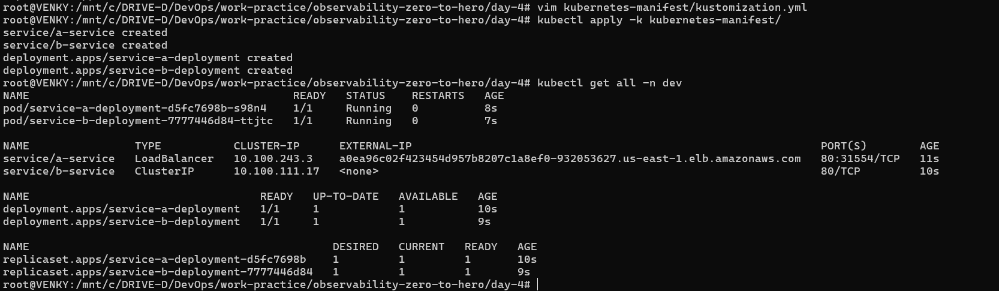 root@VENKY:/mnt/c/DRIVE-D/DevOps/work-practice/observability-zero-to-hero/day-4# vim kubernetes-manifest/kustomization.yml
root@VENKY:/mnt/c/DRIVE-D/DevOps/work-practice/observability-zero-to-hero/day-4# kubectl apply -k kubernetes-manifest/
service/a-service created
service/b-service created
deployment.apps/service-a-deployment created
deployment.apps/service-b-deployment created
root@VENKY:/mnt/c/DRIVE-D/DevOps/work-practice/observability-zero-to-hero/day-4# kubectl get all -n dev
NAME                                        READY   STATUS    RESTARTS   AGE
pod/service-a-deployment-d5fc7698b-s98n4    1/1     Running   0          8s
pod/service-b-deployment-7777446d84-ttjtc   1/1     Running   0          7s

NAME                TYPE           CLUSTER-IP      EXTERNAL-IP                                                              PORT(S)        AGE
service/a-service   LoadBalancer   10.100.243.3    a0ea96c02f423454d957b8207c1a8ef0-932053627.us-east-1.elb.amazonaws.com   80:31554/TCP   11s
service/b-service   ClusterIP      10.100.111.17   <none>                                                                   80/TCP         10s

NAME                                   READY   UP-TO-DATE   AVAILABLE   AGE
deployment.apps/service-a-deployment   1/1     1            1           10s
deployment.apps/service-b-deployment   1/1     1            1           9s

NAME                                              DESIRED   CURRENT   READY   AGE
replicaset.apps/service-a-deployment-d5fc7698b    1         1         1       10s
replicaset.apps/service-b-deployment-7777446d84   1         1         1       9s
root@VENKY:/mnt/c/DRIVE-D/DevOps/work-practice/observability-zero-to-hero/day-4#